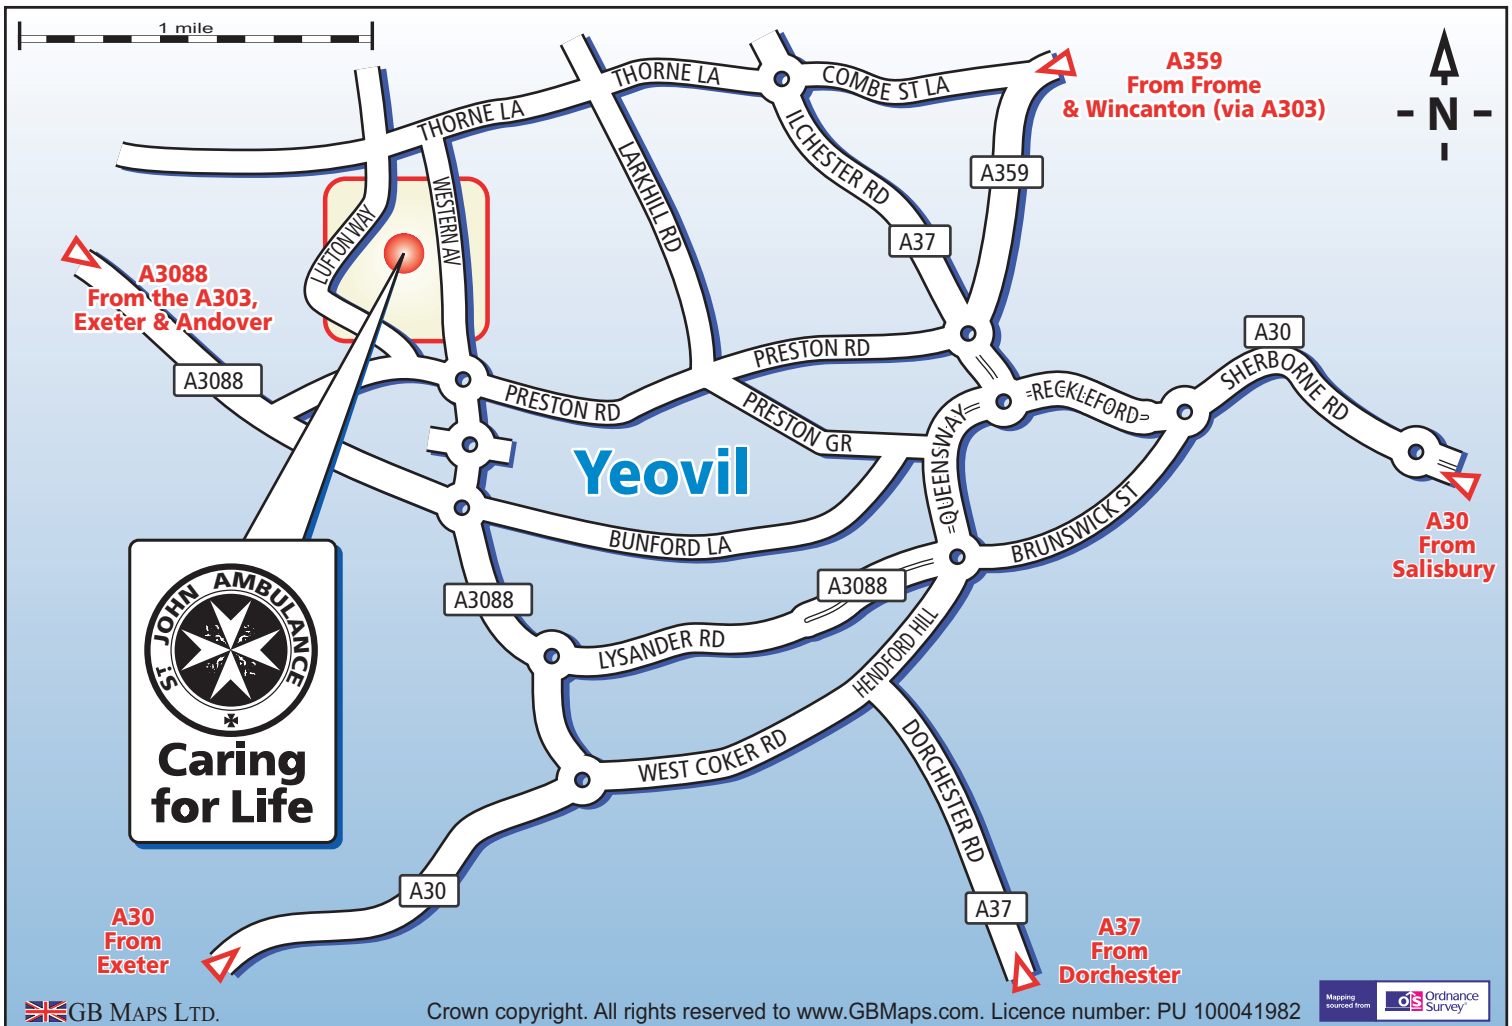 1 mile
THORNE LA
THORNE LA
COMBE ST LA
A359
From Frome
& Wincanton (via A303)
N
ILCHESTER RD
LARKHILL RD
A359
WESTERN AV
LUFTON WAY
A37
A3088
From the A303,
Exeter & Andover
A3088
PRESTON RD
PRESTON RD
A30
SHERBORNE RD
RECKLEFORD
PRESTON GR
QUEENSWAY
Yeovil
BUNFORD LA
BRUNSWICK ST
A30
From
Salisbury
A3088
A3088
LYSANDER RD
HENDFORD HILL
St JOHN AMBULANCE
Caring
for Life
WEST COKER RD
DORCHESTER RD
A30
A37
A30
From
Exeter
A37
From
Dorchester
GB MAPS LTD.
Crown copyright. All rights reserved to www.GBMaps.com. Licence number: PU 100041982
Mapping
sourced from
OS Ordnance
Survey®